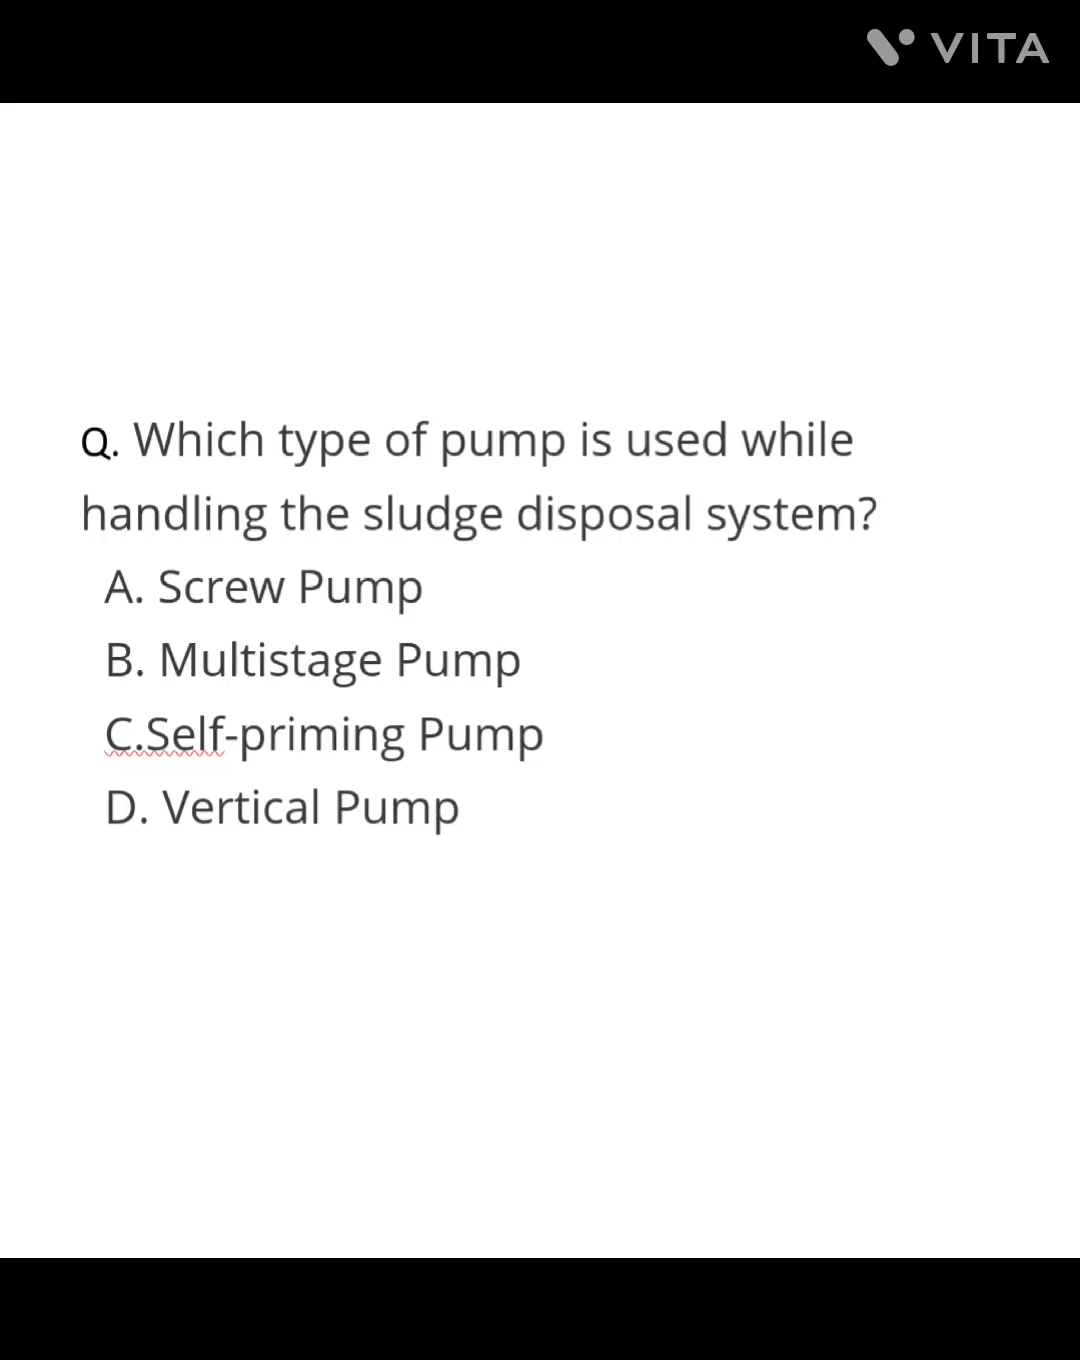 VITA
Q. Which type of pump is used while
handling the sludge disposal system?
A. Screw Pump
B. Multistage Pump
C.Self-priming Pump
D. Vertical Pump